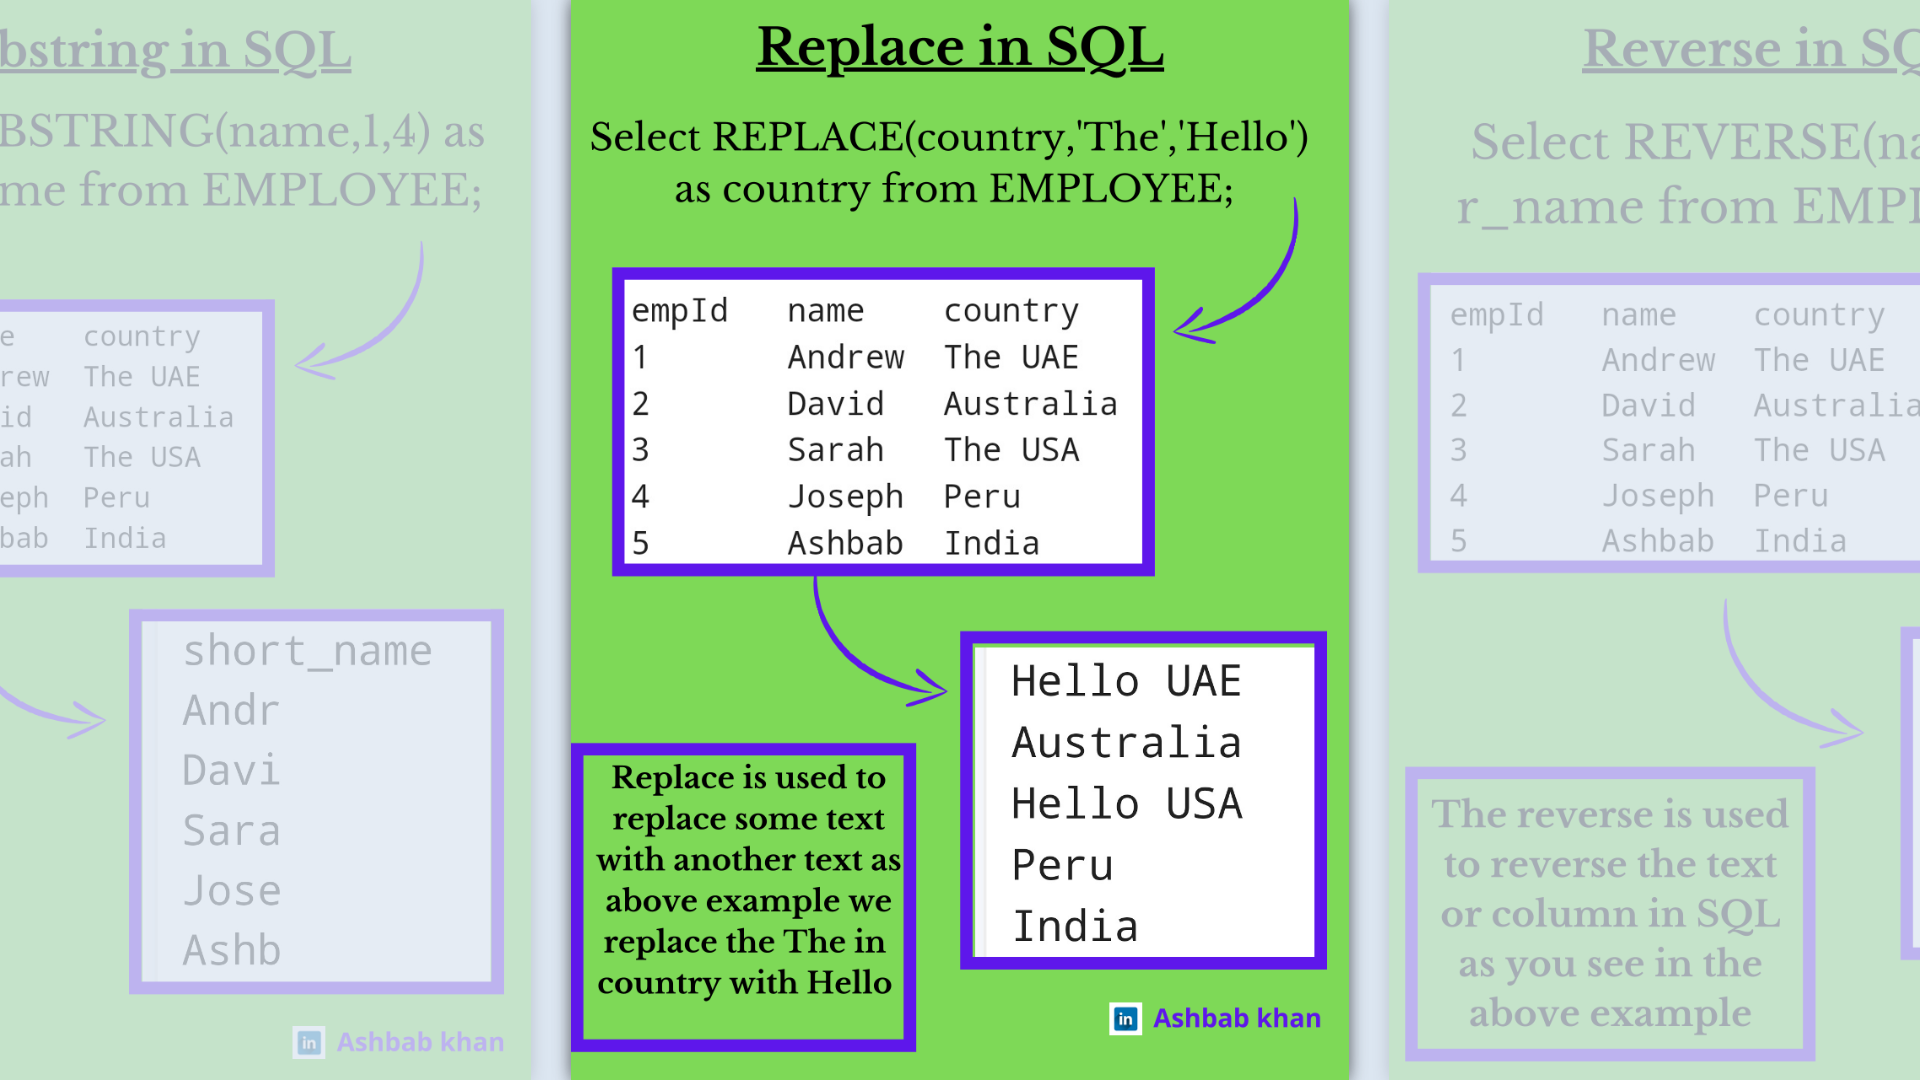 bstring in SQL
BSTRING(name,1,4) as
me from EMPLOYEE;
e country
rew The UAE
id Australia
ah The USA
eph Peru
bab India
short_name
Andr
Davi
Sara
Jose
Ashb
in Ashbab khan
Replace in SQL
Select REPLACE(country,'The','Hello')
as country from EMPLOYEE;
empId name country
1 Andrew The UAE
2 David Australia
3 Sarah The USA
4 Joseph Peru
5 Ashbab India
Hello UAE
Australia
Hello USA
Peru
India
Replace is used to
replace some text
with another text as
above example we
replace the The in
country with Hello
in Ashbab khan
Reverse in SQ
Select REVERSE(na
r_name from EMPL
empId name country
1 Andrew The UAE
2 David Australia
3 Sarah The USA
4 Joseph Peru
5 Ashbab India
The reverse is used
to reverse the text
or column in SQL
as you see in the
above example